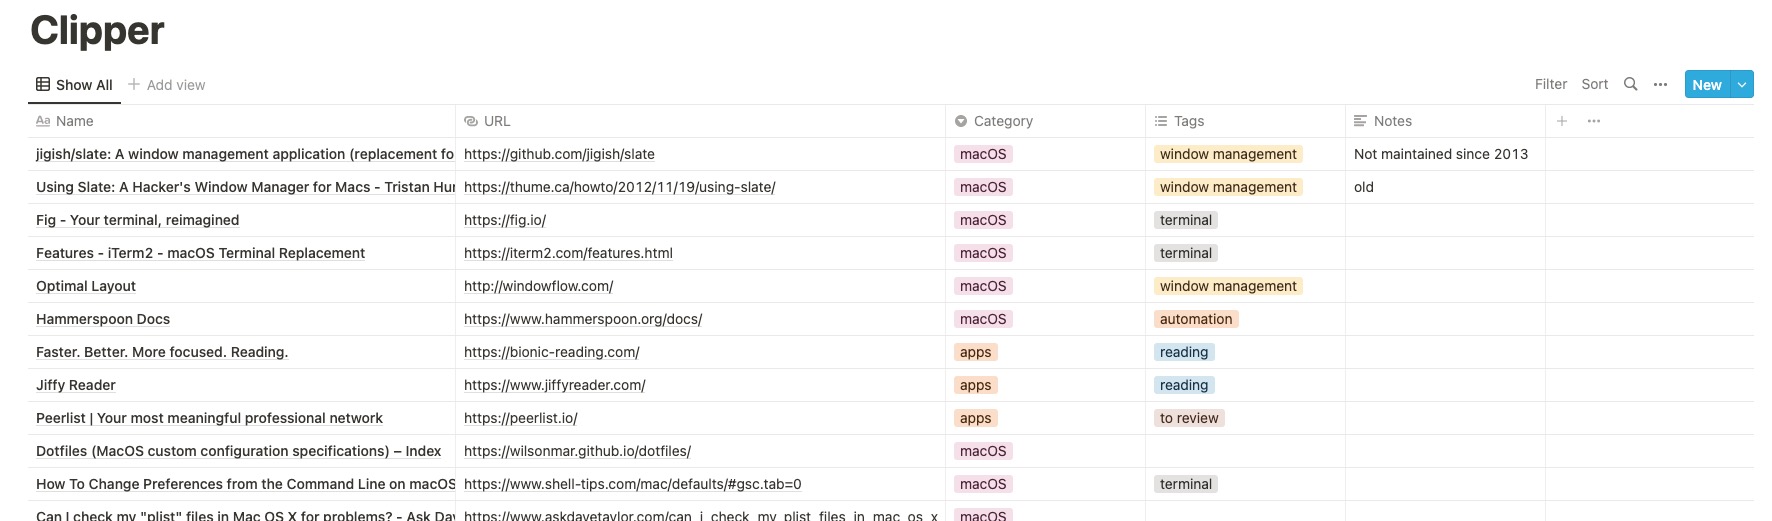 Clipper
Show All Add view Filter Sort New
Name URL Category Tags Notes
jigish/slate: A window management application (replacement fo https://github.com/jigish/slate macOS window management Not maintained since 2013
Using Slate: A Hacker's Window Manager for Macs - Tristan Hur https://thume.ca/howto/2012/11/19/using-slate/ macOS window management old
Fig - Your terminal, reimagined https://fig.io/ macOS terminal
Features - iTerm2 - macOS Terminal Replacement https://iterm2.com/features.html macOS terminal
Optimal Layout http://windowflow.com/ macOS window management
Hammerspoon Docs https://www.hammerspoon.org/docs/ macOS automation
Faster. Better. More focused. Reading. https://bionic-reading.com/ apps reading
Jiffy Reader https://www.jiffyreader.com/ apps reading
Peerlist | Your most meaningful professional network https://peerlist.io/ apps to review
Dotfiles (MacOS custom configuration specifications) – Index https://wilsonmar.github.io/dotfiles/ macOS
How To Change Preferences from the Command Line on macOS https://www.shell-tips.com/mac/defaults/#gsc.tab=0 macOS terminal
Can I check my "plist" files in Mac OS X for problems? - Ask Dav https://www.askdavetaylor.com/can_i_check_my_plist_files_in_mac_os_x_ macOS